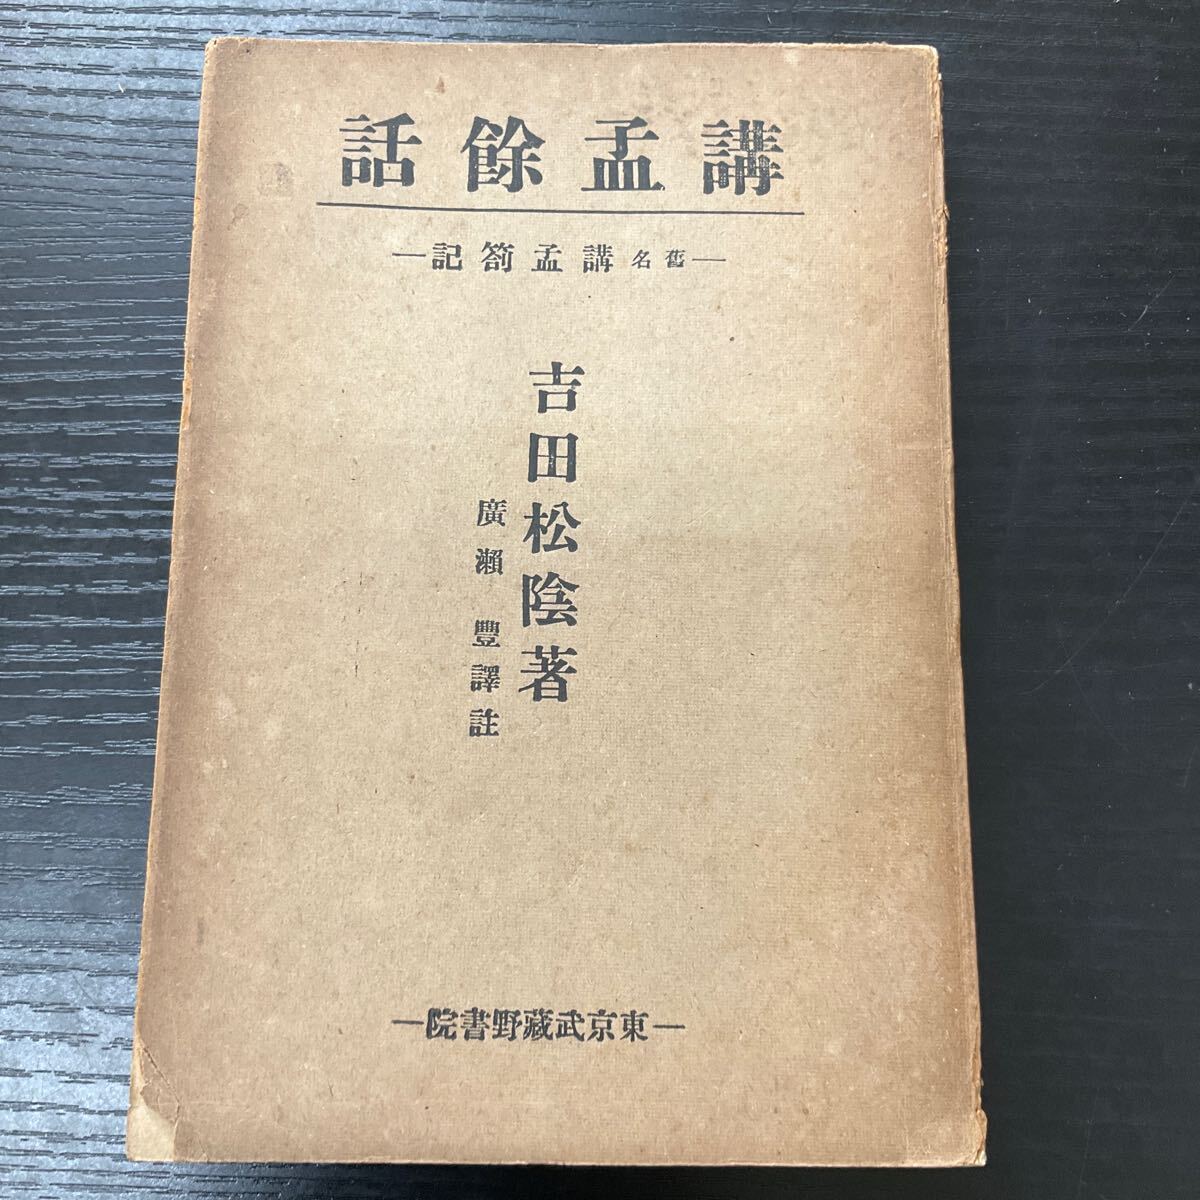 講孟餘話
—舊名講孟箚記—
吉田松陰著
廣瀨豐譯註
—東京武藏野書院—